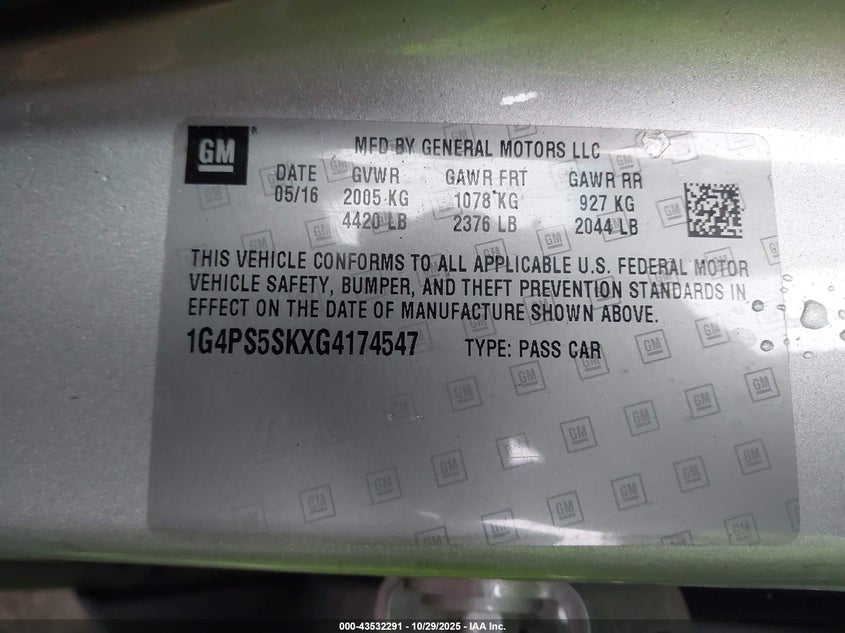 GM
MFD BY GENERAL MOTORS LLC
DATE GVWR GAWR FRT GAWR RR
05/16 2005 KG 1078 KG 927 KG
4420 LB 2376 LB 2044 LB
THIS VEHICLE CONFORMS TO ALL APPLICABLE U.S. FEDERAL MOTOR
VEHICLE SAFETY, BUMPER, AND THEFT PREVENTION STANDARDS IN
EFFECT ON THE DATE OF MANUFACTURE SHOWN ABOVE.
1G4PS5SKXG4174547 TYPE: PASS CAR
000-43532291 - 10/29/2025 - IAA Inc.